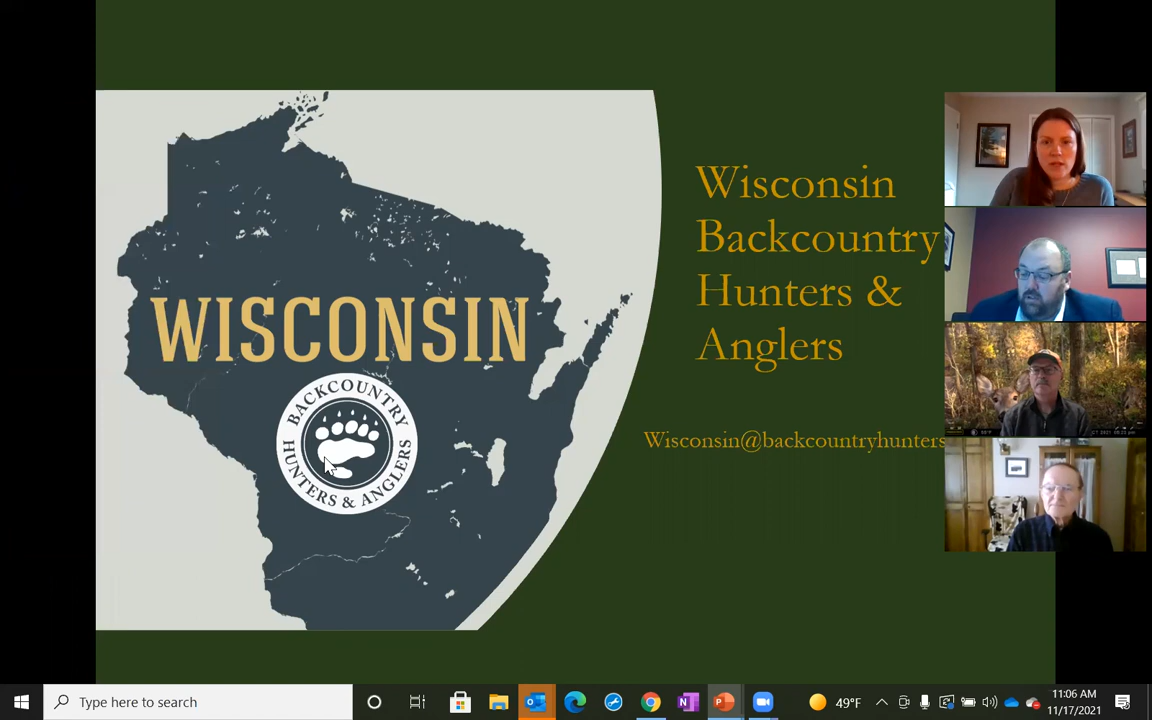 WISCONSIN
BACKCOUNTRY
HUNTERS & ANGLERS
Wisconsin
Backcountry
Hunters &
Anglers
Wisconsin@backcountryhunters
Type here to search
49°F
11:06 AM
11/17/2021